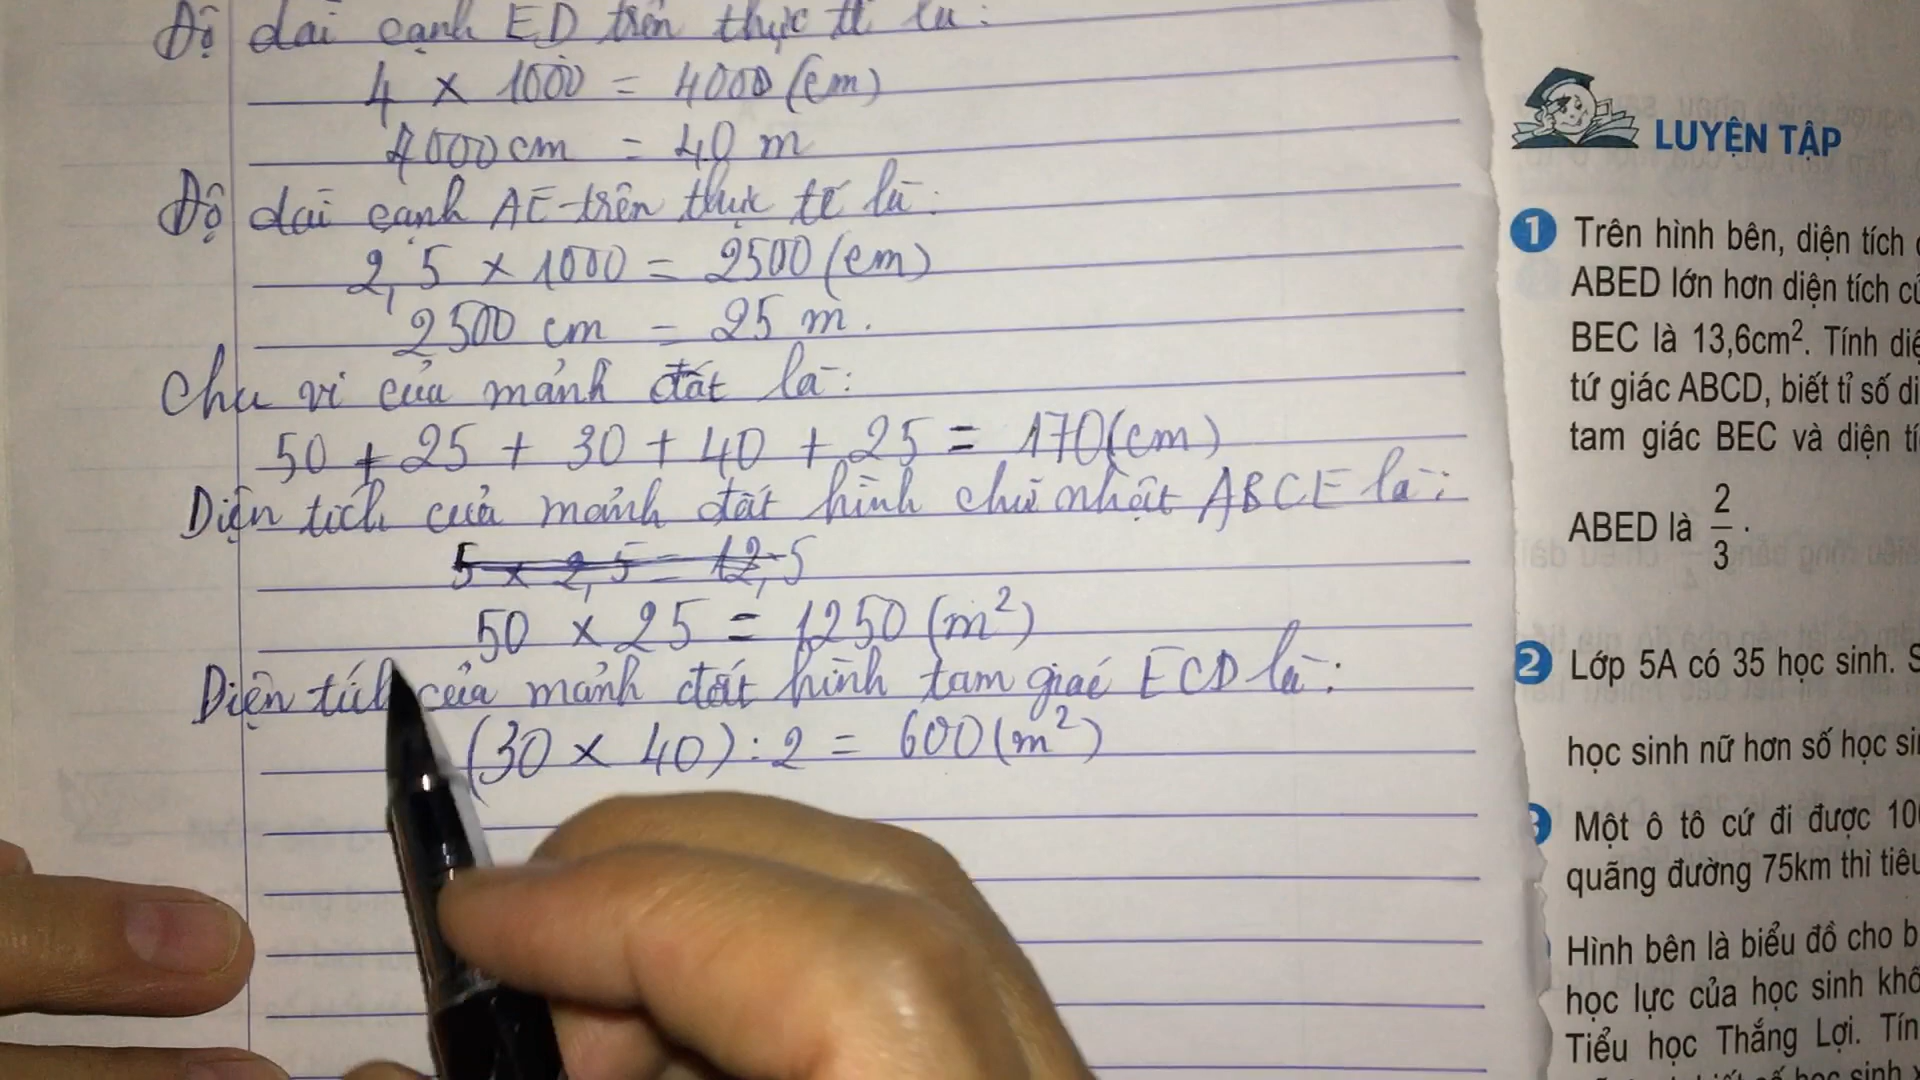 Độ dài cạnh ED trên thực tế là:
4 x 1000 = 4000 (cm)
4000 cm = 40 m
Độ dài cạnh AE trên thực tế là:
2,5 x 1000 = 2500 (cm)
2500 cm = 25 m.
Chu vi của mảnh đất là:
50 + 25 + 30 + 40 + 25 = 170 (cm)
Diện tích của mảnh đất hình chữ nhật ABCE là:
5 x 2,5 = 12,5
50 x 25 = 1250 (m²)
Diện tích của mảnh đất hình tam giác ECD là:
(30 x 40) : 2 = 600 (m²)
LUYỆN TẬP
1 Trên hình bên, diện tích
ABED lớn hơn diện tích
BEC là 13,6cm². Tính
tứ giác ABCD, biết tỉ số
tam giác BEC và diện
ABED là 2/3.
2 Lớp 5A có 35 học sinh.
học sinh nữ hơn số học
Một ô tô cứ đi được
quãng đường 75km thì
Hình bên là biểu đồ cho
học lực của học sinh
Tiểu học Thắng Lợi.